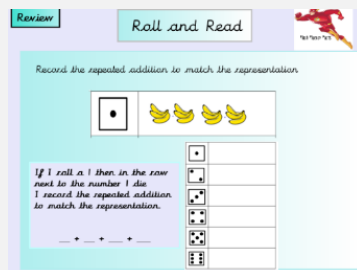 Review
Roll and Read
Record the repeated addition to match the representation
If I roll a 1 then in the row
next to the number 1 die
I record the repeated addition
to match the representation.
__ + __ + __ + __